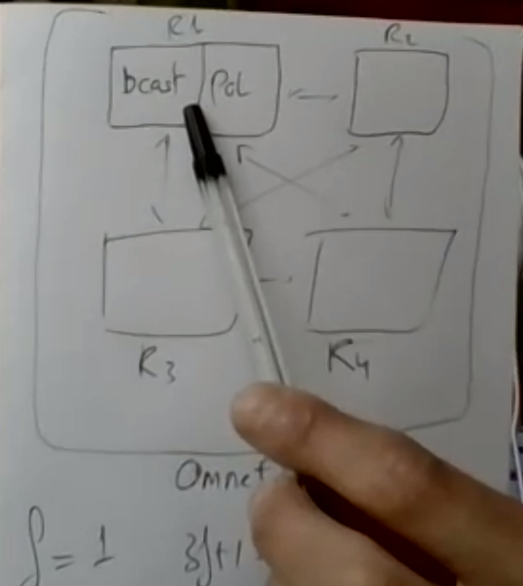 R1 R2
bcast PoL
R3 R4
Omnet
f = 1 3f+1